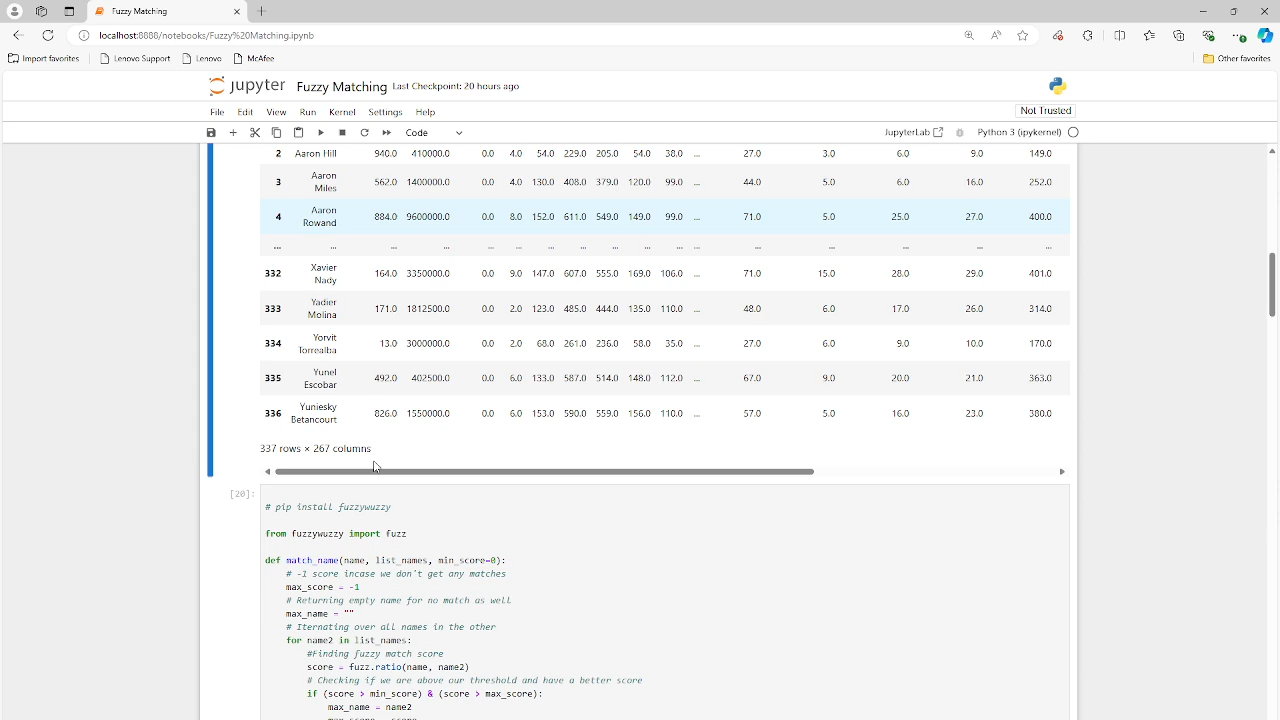 Fuzzy Matching
localhost:8888/notebooks/Fuzzy%20Matching.ipynb
Import favorites Lenovo Support Lenovo McAfee Other favorites
jupyter Fuzzy Matching Last Checkpoint: 20 hours ago
File Edit View Run Kernel Settings Help Not Trusted
Code JupyterLab Python 3 (ipykernel)
2 Aaron Hill 940.0 410000.0 0.0 4.0 54.0 229.0 205.0 54.0 38.0 ... 27.0 3.0 6.0 9.0 149.0
3 Aaron Miles 562.0 1400000.0 0.0 4.0 130.0 408.0 379.0 120.0 99.0 ... 44.0 5.0 6.0 16.0 252.0
4 Aaron Rowand 884.0 9600000.0 0.0 8.0 152.0 611.0 549.0 149.0 99.0 ... 71.0 5.0 25.0 27.0 400.0
... ... ... ... ... ... ... ... ... ... ... ... ... ... ... ... ...
332 Xavier Nady 164.0 3350000.0 0.0 9.0 147.0 607.0 555.0 169.0 106.0 ... 71.0 15.0 28.0 29.0 401.0
333 Yadier Molina 171.0 1812500.0 0.0 2.0 123.0 485.0 444.0 135.0 110.0 ... 48.0 6.0 17.0 26.0 314.0
334 Yorvit Torrealba 13.0 3000000.0 0.0 2.0 68.0 261.0 236.0 58.0 35.0 ... 27.0 6.0 9.0 10.0 170.0
335 Yunel Escobar 492.0 402500.0 0.0 6.0 133.0 587.0 514.0 148.0 112.0 ... 67.0 9.0 20.0 21.0 363.0
336 Yuniesky Betancourt 826.0 1550000.0 0.0 6.0 153.0 590.0 559.0 156.0 110.0 ... 57.0 5.0 16.0 23.0 380.0
337 rows × 267 columns
[20]:
# pip install fuzzywuzzy
from fuzzywuzzy import fuzz
def match_name(name, list_names, min_score=0):
# -1 score incase we don't get any matches
max_score = -1
# Returning empty name for no match as well
max_name = ""
# Iternating over all names in the other
for name2 in list_names:
#Finding fuzzy match score
score = fuzz.ratio(name, name2)
# Checking if we are above our threshold and have a better score
if (score > min_score) & (score > max_score):
max_name = name2
max_score = score